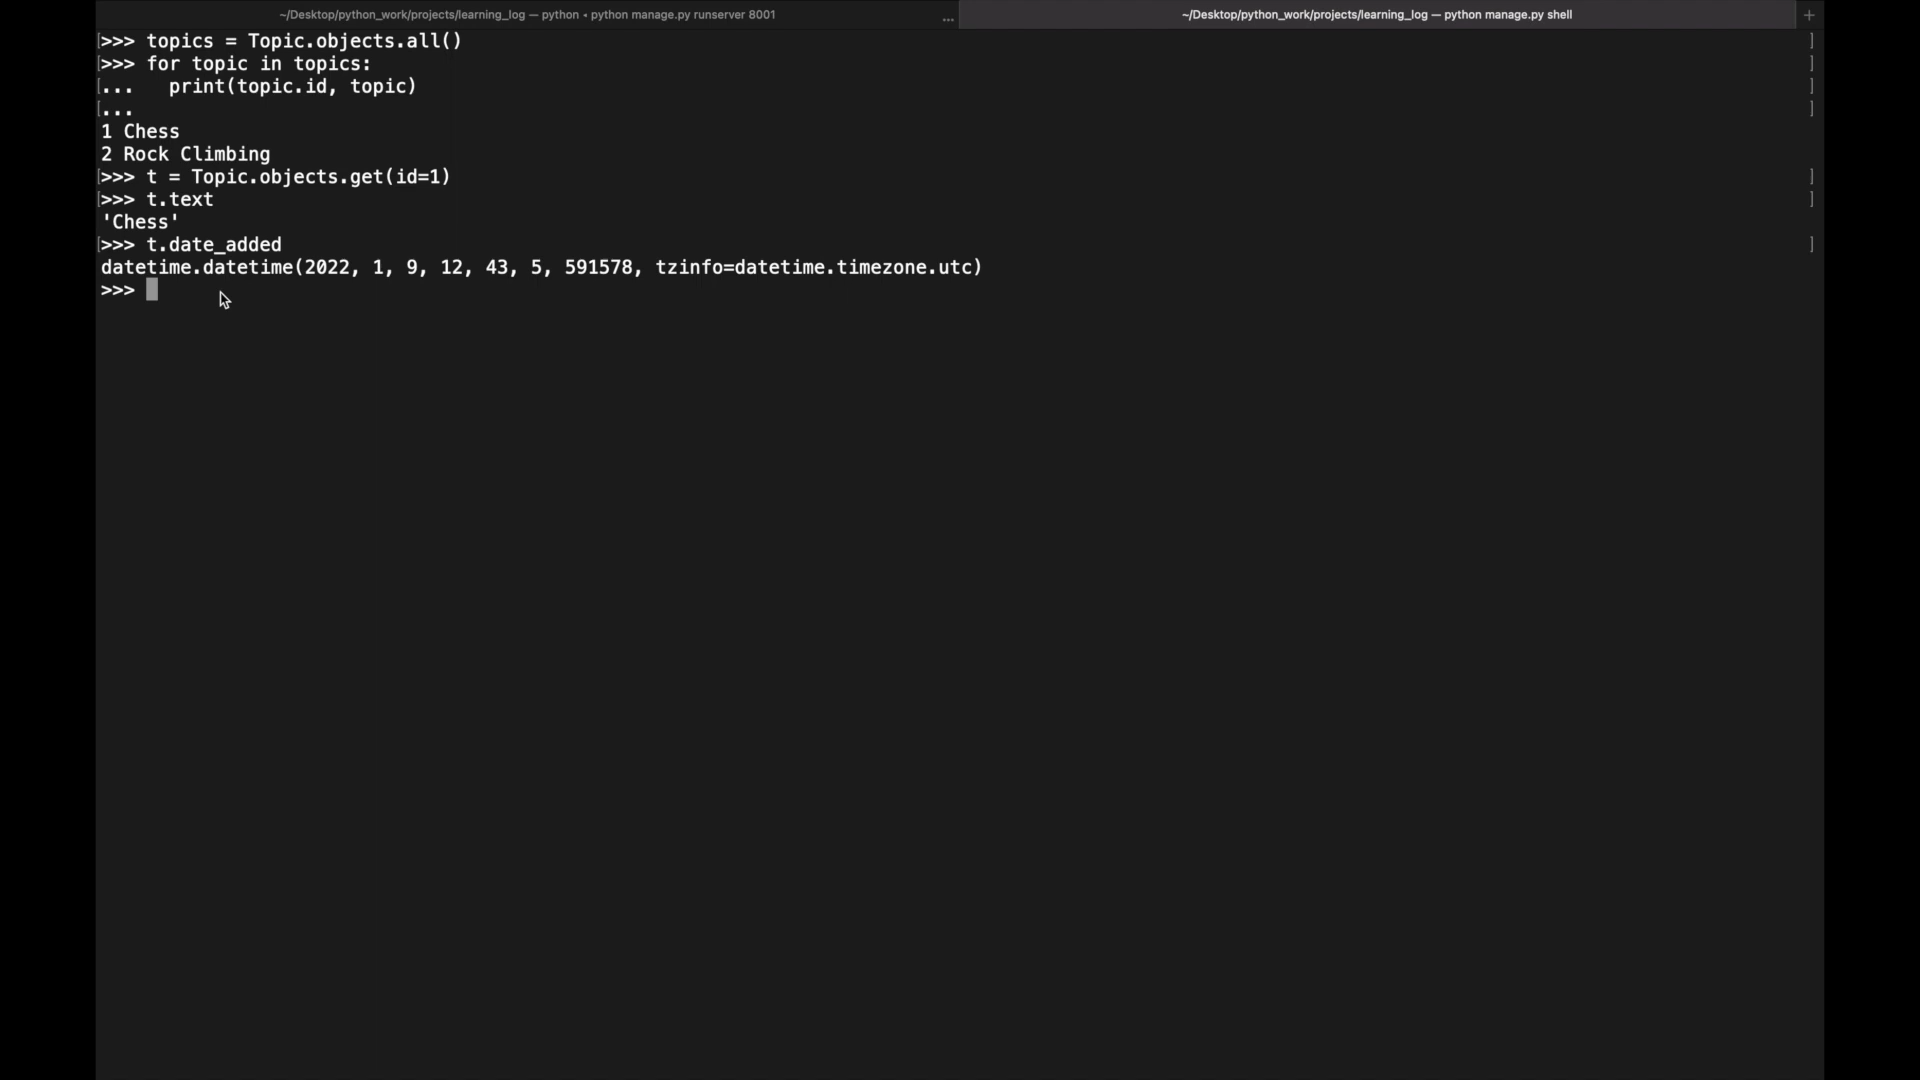 ~/Desktop/python_work/projects/learning_log — python ◂ python manage.py runserver 8001 ... ~/Desktop/python_work/projects/learning_log — python manage.py shell +
[>>> topics = Topic.objects.all() ]
[>>> for topic in topics: ]
[...   print(topic.id, topic) ]
[... ]
1 Chess
2 Rock Climbing
[>>> t = Topic.objects.get(id=1) ]
[>>> t.text ]
'Chess'
[>>> t.date_added ]
datetime.datetime(2022, 1, 9, 12, 43, 5, 591578, tzinfo=datetime.timezone.utc)
>>>